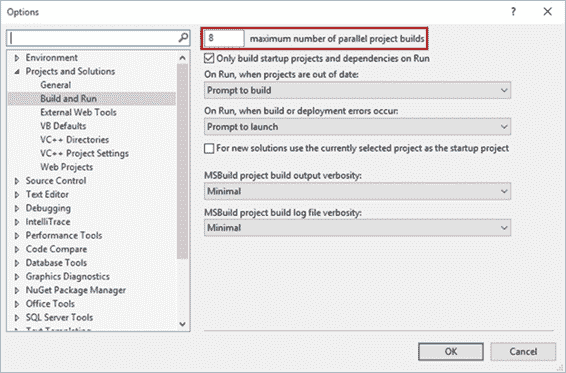 Options
8 maximum number of parallel project builds
Environment
Projects and Solutions
General
Build and Run
External Web Tools
VB Defaults
VC++ Directories
VC++ Project Settings
Web Projects
Source Control
Text Editor
Debugging
IntelliTrace
Performance Tools
Code Compare
Database Tools
Graphics Diagnostics
NuGet Package Manager
Office Tools
SQL Server Tools
Text Templating
Only build startup projects and dependencies on Run
On Run, when projects are out of date:
Prompt to build
On Run, when build or deployment errors occur:
Prompt to launch
For new solutions use the currently selected project as the startup project
MSBuild project build output verbosity:
Minimal
MSBuild project build log file verbosity:
Minimal
OK
Cancel